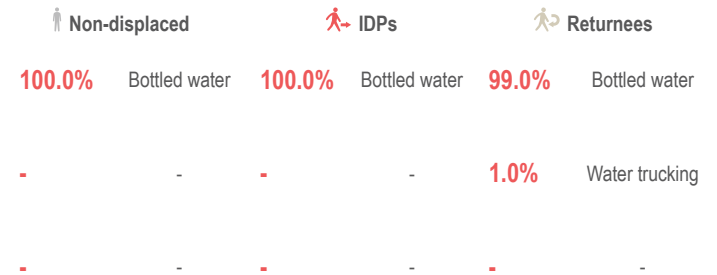 Non-displaced IDPs Returnees
100.0% Bottled water 100.0% Bottled water 99.0% Bottled water
- - - - 1.0% Water trucking
- - - - - -